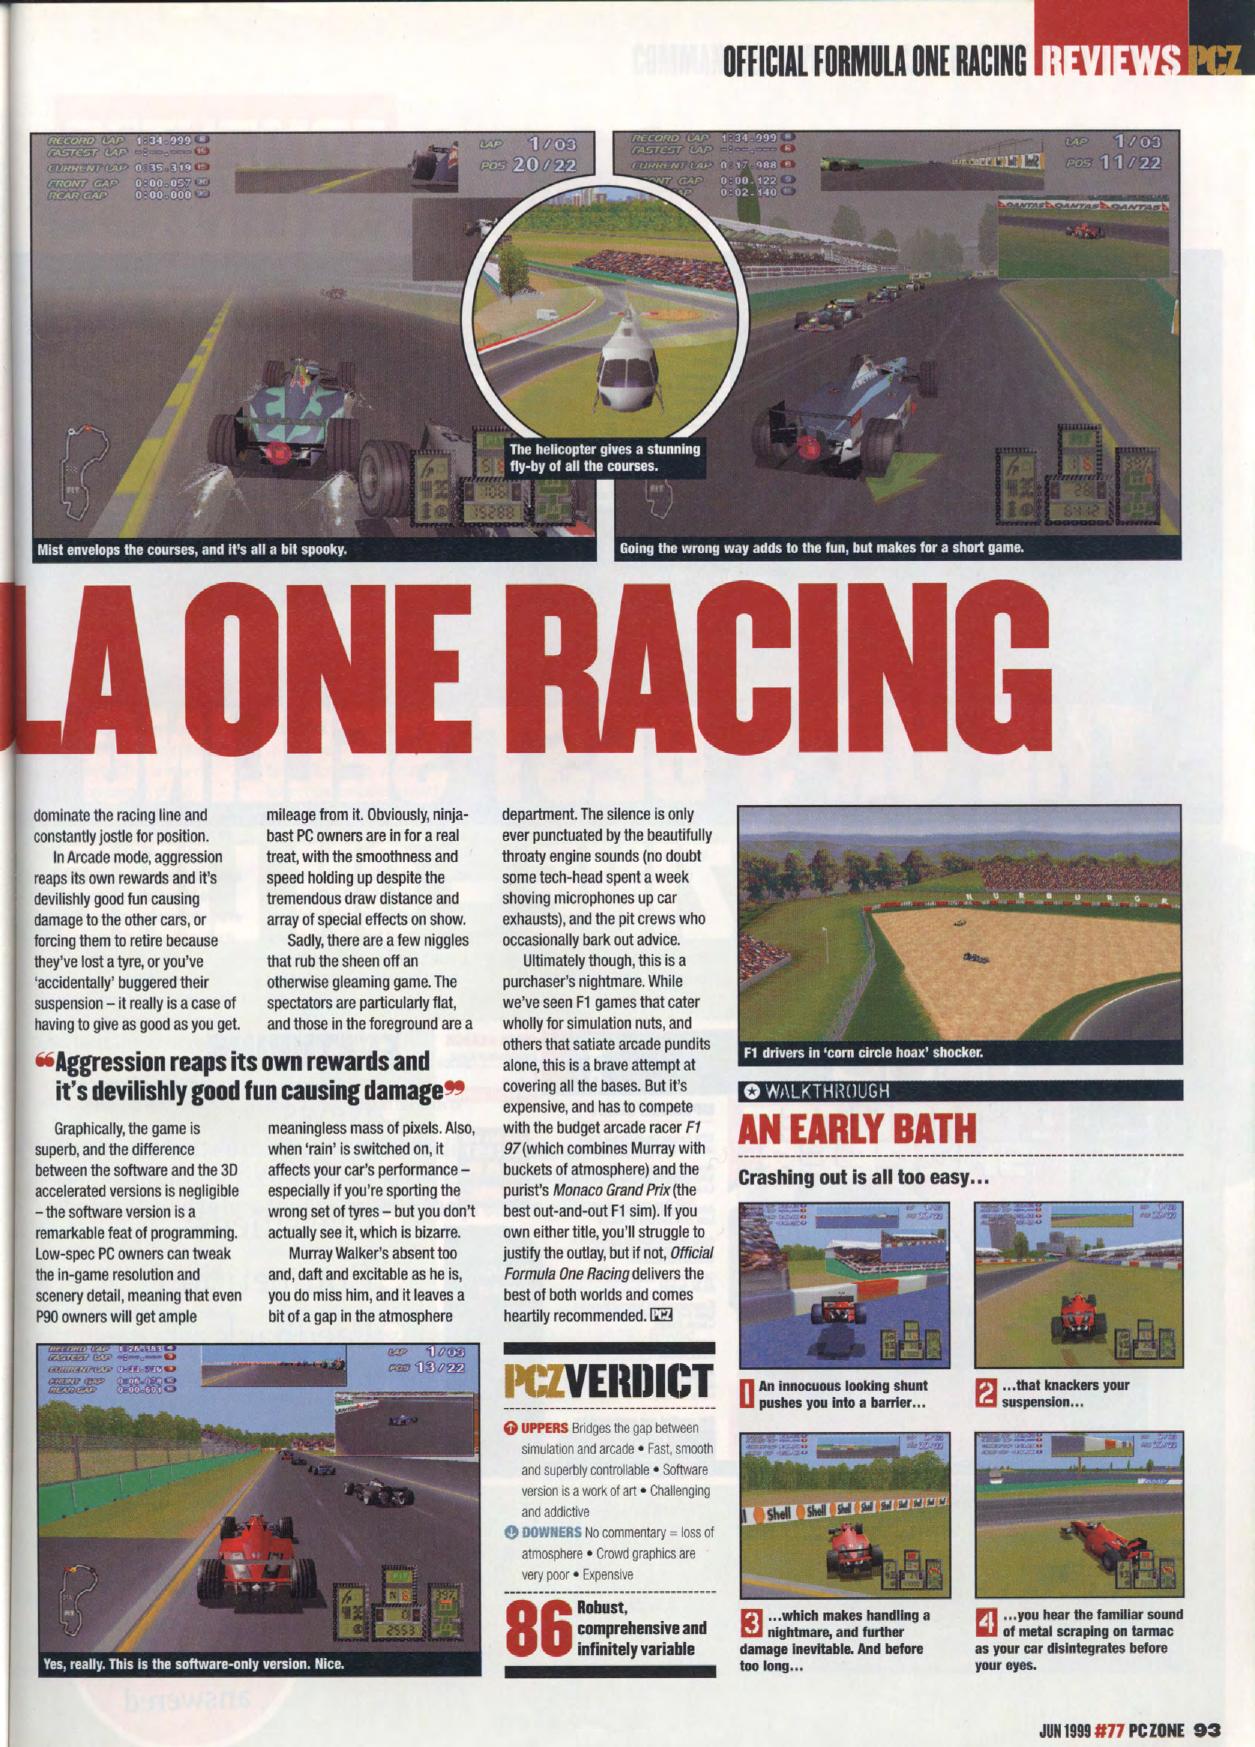 OFFICIAL FORMULA ONE RACING REVIEWS PCZ
RECORD LAP 1:34.999
FASTEST LAP -:--.---
CURRENT LAP 0:35.319
FRONT GAP 0:00.057
REAR GAP 0:00.000
LAP 1/03
POS 20/22
RECORD LAP 1:34.999
FASTEST LAP -:--.---
CURRENT LAP 0:17.988
GAP 0:00.122
0:02.140
LAP 1/03
POS 11/22
QANTAS QANTAS QANTAS
The helicopter gives a stunning
fly-by of all the courses.
Mist envelops the courses, and it's all a bit spooky.
Going the wrong way adds to the fun, but makes for a short game.
LA ONE RACING
dominate the racing line and
constantly jostle for position.
In Arcade mode, aggression
reaps its own rewards and it's
devilishly good fun causing
damage to the other cars, or
forcing them to retire because
they've lost a tyre, or you've
'accidentally' buggered their
suspension – it really is a case of
having to give as good as you get.
mileage from it. Obviously, ninja-
bast PC owners are in for a real
treat, with the smoothness and
speed holding up despite the
tremendous draw distance and
array of special effects on show.
Sadly, there are a few niggles
that rub the sheen off an
otherwise gleaming game. The
spectators are particularly flat,
and those in the foreground are a
“Aggression reaps its own rewards and
it's devilishly good fun causing damage”
Graphically, the game is
superb, and the difference
between the software and the 3D
accelerated versions is negligible
– the software version is a
remarkable feat of programming.
Low-spec PC owners can tweak
the in-game resolution and
scenery detail, meaning that even
P90 owners will get ample
meaningless mass of pixels. Also,
when 'rain' is switched on, it
affects your car's performance –
especially if you're sporting the
wrong set of tyres – but you don't
actually see it, which is bizarre.
Murray Walker's absent too
and, daft and excitable as he is,
you do miss him, and it leaves a
bit of a gap in the atmosphere
department. The silence is only
ever punctuated by the beautifully
throaty engine sounds (no doubt
some tech-head spent a week
shoving microphones up car
exhausts), and the pit crews who
occasionally bark out advice.
Ultimately though, this is a
purchaser's nightmare. While
we've seen F1 games that cater
wholly for simulation nuts, and
others that satiate arcade pundits
alone, this is a brave attempt at
covering all the bases. But it's
expensive, and has to compete
with the budget arcade racer F1
97 (which combines Murray with
buckets of atmosphere) and the
purist's Monaco Grand Prix (the
best out-and-out F1 sim). If you
own either title, you'll struggle to
justify the outlay, but if not, Official
Formula One Racing delivers the
best of both worlds and comes
heartily recommended. PCZ
LAP 1/03
POS 13/22
Yes, really. This is the software-only version. Nice.
PCZVERDICT
UPPERS Bridges the gap between
simulation and arcade • Fast, smooth
and superbly controllable • Software
version is a work of art • Challenging
and addictive
DOWNERS No commentary = loss of
atmosphere • Crowd graphics are
very poor • Expensive
86
Robust,
comprehensive and
infinitely variable
NURBURGR
F1 drivers in 'corn circle hoax' shocker.
WALKTHROUGH
AN EARLY BATH
Crashing out is all too easy...
1 An innocuous looking shunt
pushes you into a barrier...
2 ...that knackers your
suspension...
Shell Shell Shell Shell
3 ...which makes handling a
nightmare, and further
damage inevitable. And before
too long...
4 ...you hear the familiar sound
of metal scraping on tarmac
as your car disintegrates before
your eyes.
JUN 1999 #77 PC ZONE 93